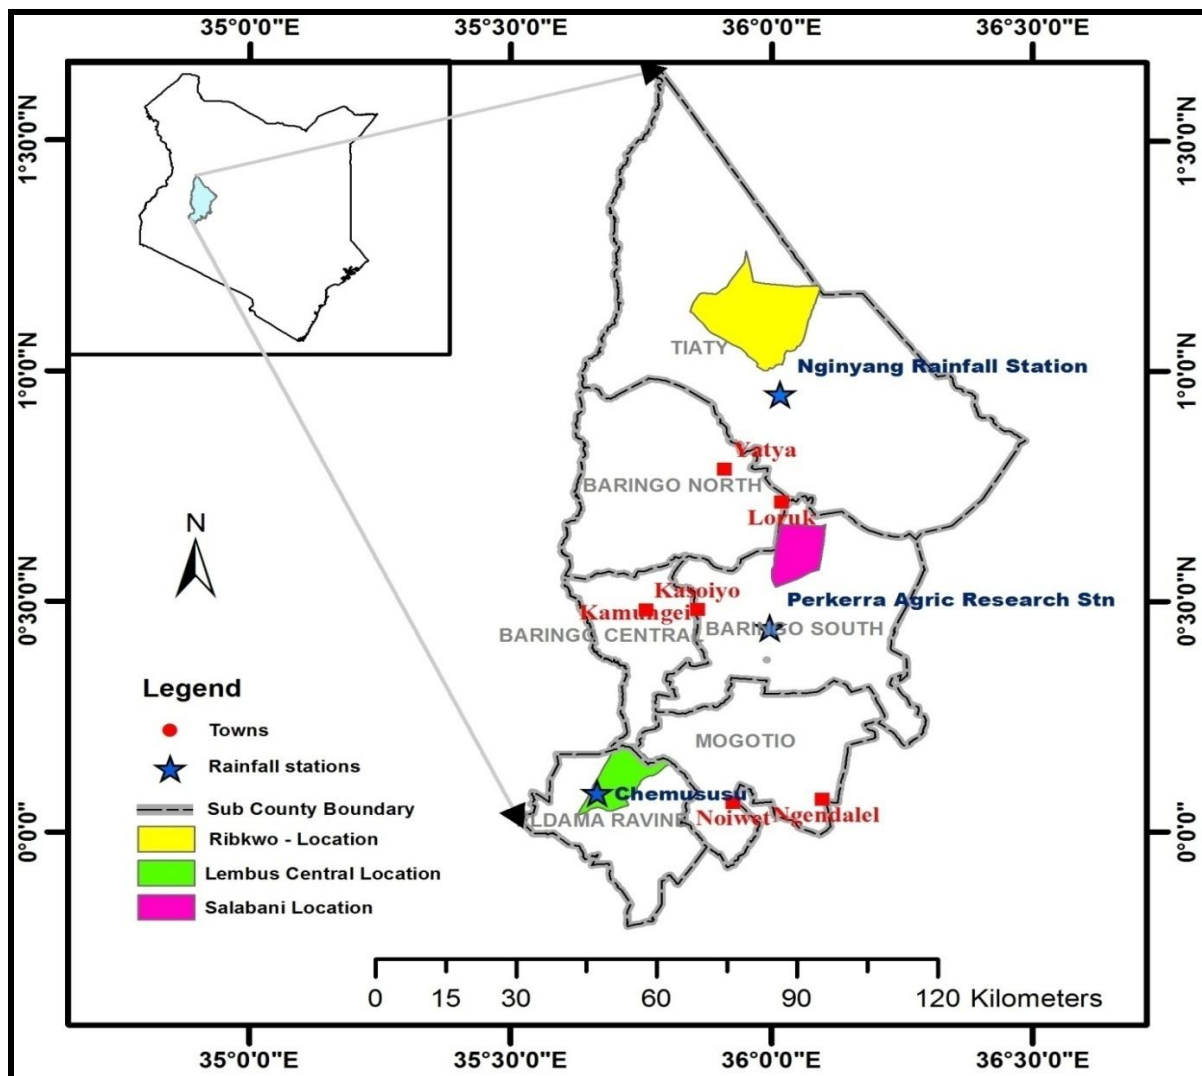 35°0'0"E 35°30'0"E 36°0'0"E 36°30'0"E
1°30'0"N
1°30'0"N
TIATY
Nginyang Rainfall Station
1°0'0"N
1°0'0"N
Yatya
BARINGO NORTH
Loruk
N
Kasoiyo
Kamungei
Perkerra Agric Research Stn
BARINGO CENTRAL
BARINGO SOUTH
0°30'0"N
0°30'0"N
MOGOTIO
Chemususu
Noiwet
Ngendalel
LDAMA RAVINE
0°0'0"
0°0'0"
Legend
Towns
Rainfall stations
Sub County Boundary
Ribkwo - Location
Lembus Central Location
Salabani Location
0 15 30 60 90 120 Kilometers
35°0'0"E 35°30'0"E 36°0'0"E 36°30'0"E